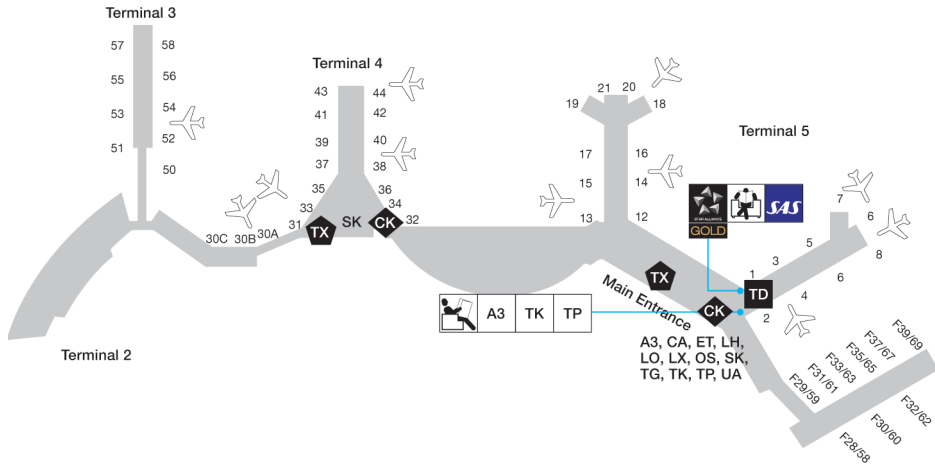 Terminal 3
57
58
55
56
53
54
51
52
50
30C
30B
30A
Terminal 2
Terminal 4
43
44
41
42
39
40
37
38
35
36
33
34
31
32
TX
SK
CK
21
20
19
18
17
16
15
14
13
12
Terminal 5
STAR ALLIANCE
GOLD
SAS
7
6
5
8
3
6
1
4
2
TD
TX
Main Entrance
CK
A3
TK
TP
A3, CA, ET, LH,
LO, LX, OS, SK,
TG, TK, TP, UA
F39/69
F37/67
F35/65
F33/63
F31/61
F29/59
F32/62
F30/60
F28/58